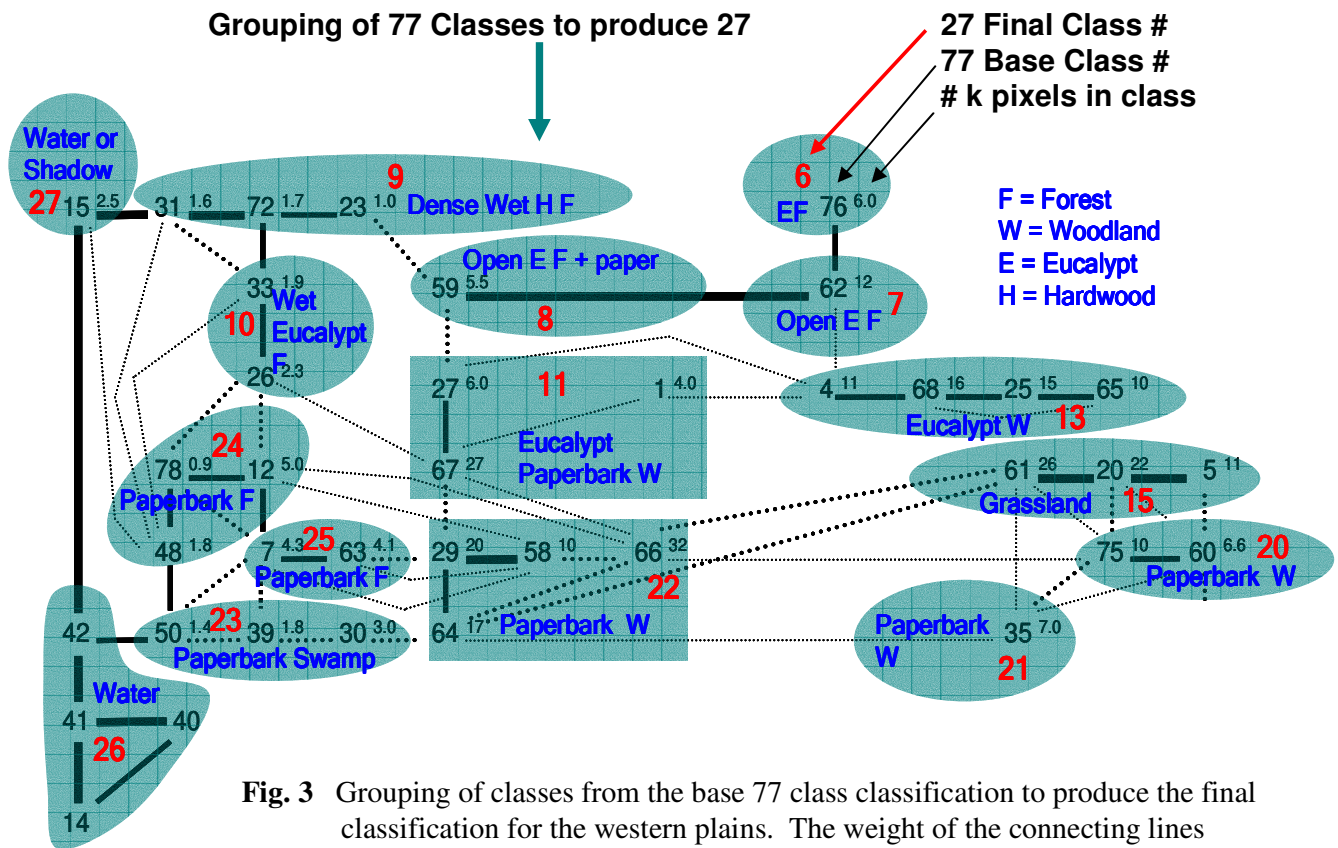 Grouping of 77 Classes to produce 27
27 Final Class #
77 Base Class #
# k pixels in class
Water or
Shadow
27 15 2.5
9
31 1.6 72 1.7 23 1.0 Dense Wet H F
6
EF 76 6.0
F = Forest
W = Woodland
E = Eucalypt
H = Hardwood
Open E F + paper
59 5.5
8
62 12
7
Open E F
33 1.9
Wet
10
Eucalypt
F
26 2.3
27 6.0 11 1 4.0
Eucalypt
Paperbark W
67 27
4 11 68 16 25 15 65 10
Eucalypt W 13
24
78 0.9 12 5.0
Paperbark F
48 1.8
61 26 20 22 5 11
Grassland 15
25
7 4.3 63 4.1
Paperbark F
29 20 58 10 66 32
22
Paperbark W
64 17
75 10 60 6.6 20
Paperbark W
23
50 1.4 39 1.8 30 3.0
Paperbark Swamp
Paperbark
W
35 7.0
21
42
Water
41 40
26
14
Fig. 3 Grouping of classes from the base 77 class classification to produce the final
classification for the western plains. The weight of the connecting lines